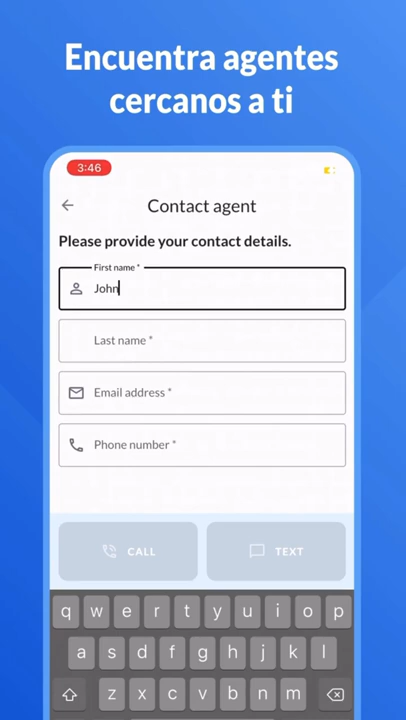 Encuentra agentes
cercanos a ti
3:46
Contact agent
Please provide your contact details.
First name *
John
Last name *
Email address *
Phone number *
CALL
TEXT
q w e r t y u i o p
a s d f g h j k l
z x c v b n m